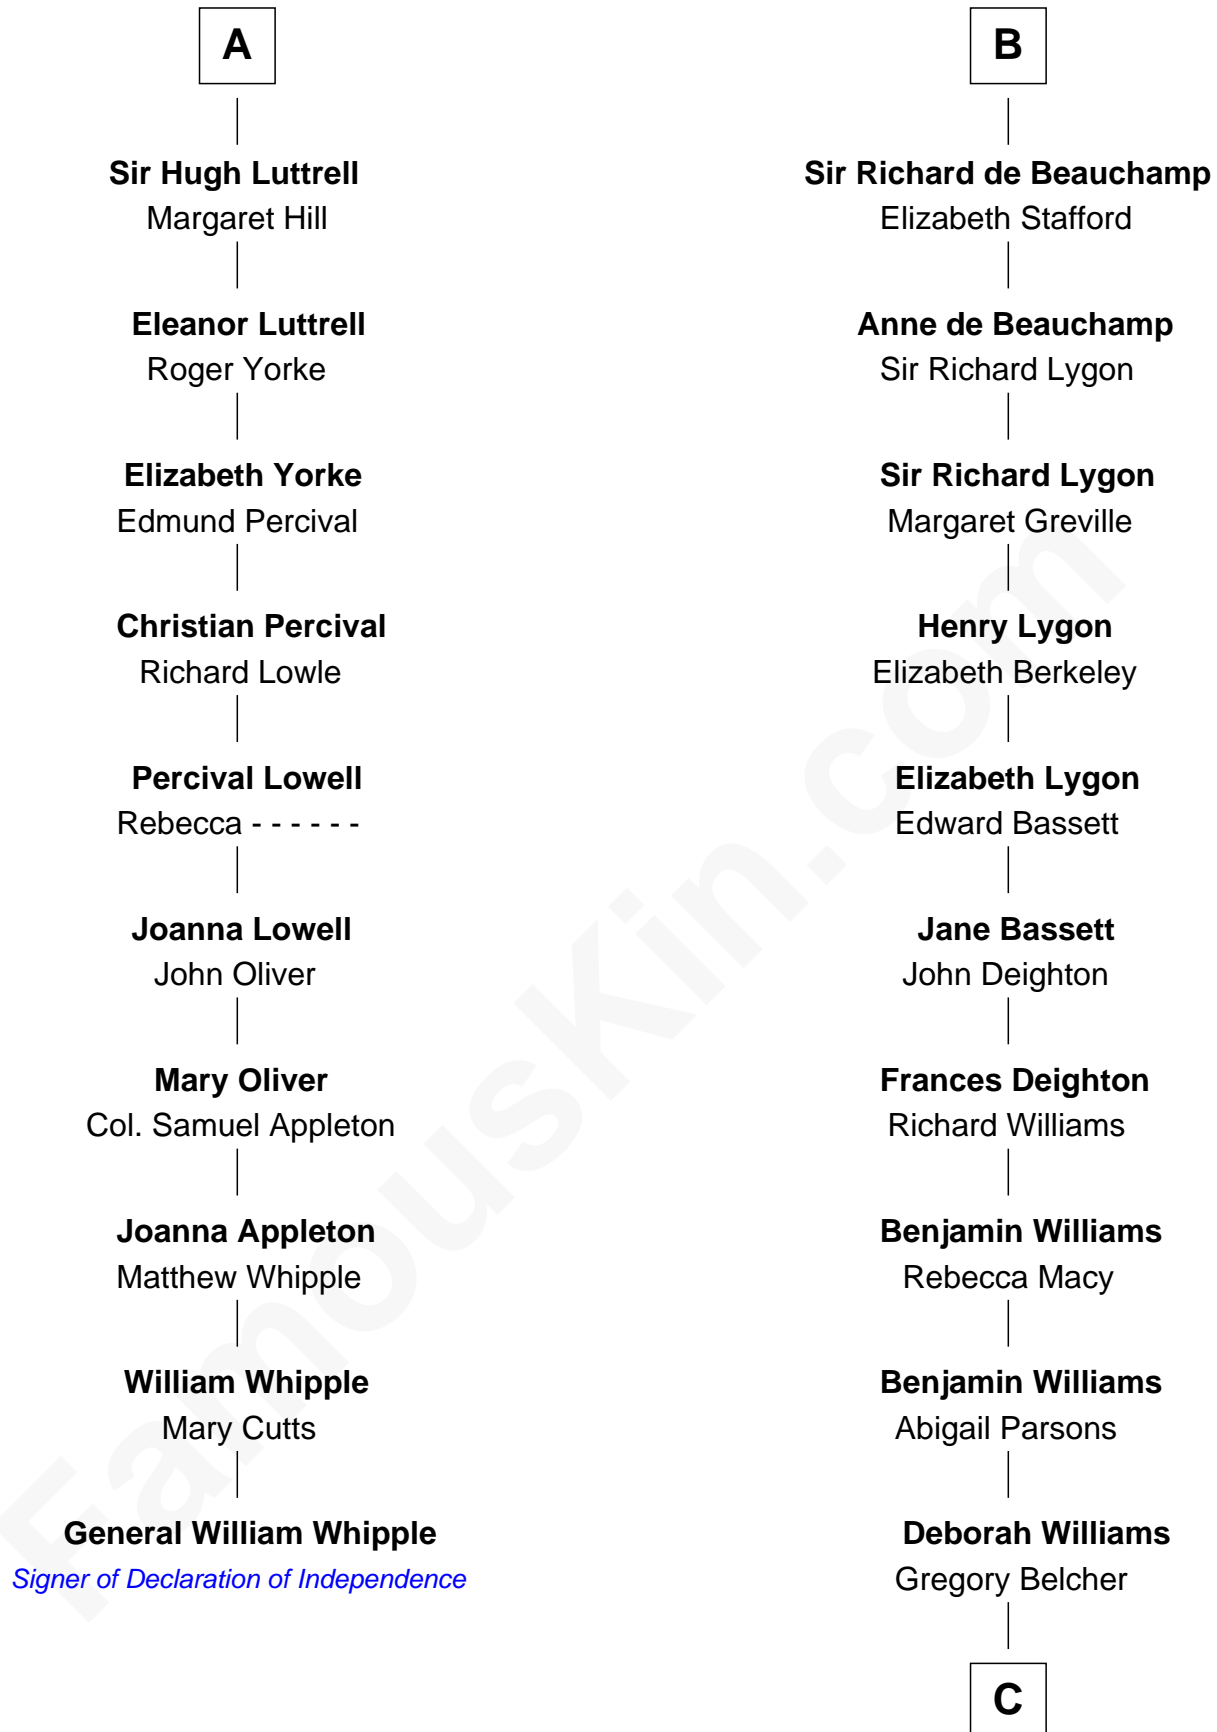 A
Sir Hugh Luttrell
Margaret Hill
Eleanor Luttrell
Roger Yorke
Elizabeth Yorke
Edmund Percival
Christian Percival
Richard Lowle
Percival Lowell
Rebecca - - - - - -
Joanna Lowell
John Oliver
Mary Oliver
Col. Samuel Appleton
Joanna Appleton
Matthew Whipple
William Whipple
Mary Cutts
General William Whipple
Signer of Declaration of Independence
B
Sir Richard de Beauchamp
Elizabeth Stafford
Anne de Beauchamp
Sir Richard Lygon
Sir Richard Lygon
Margaret Greville
Henry Lygon
Elizabeth Berkeley
Elizabeth Lygon
Edward Bassett
Jane Bassett
John Deighton
Frances Deighton
Richard Williams
Benjamin Williams
Rebecca Macy
Benjamin Williams
Abigail Parsons
Deborah Williams
Gregory Belcher
C
FamousKin.com